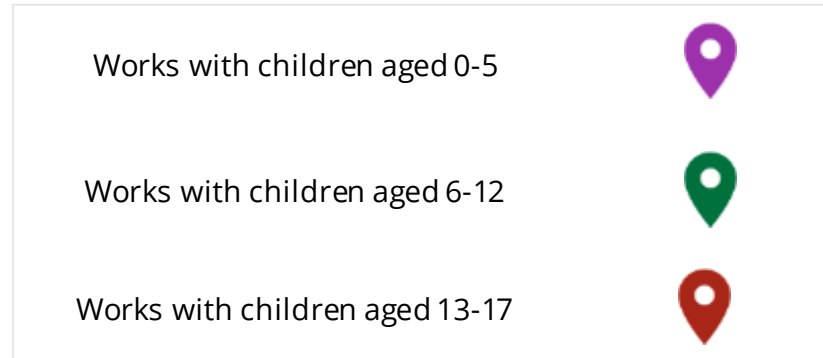 Works with children aged 0-5
Works with children aged 6-12
Works with children aged 13-17